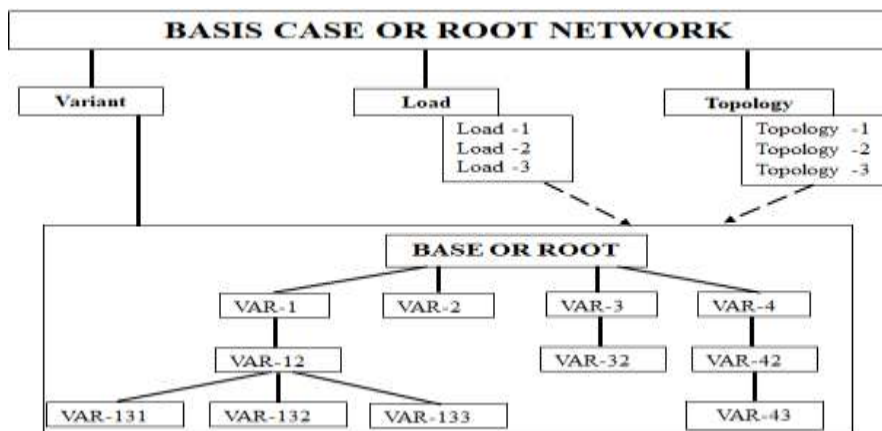 BASIS CASE OR ROOT NETWORK
Variant
Load
Topology
Load -1
Load -2
Load -3
Topology -1
Topology -2
Topology -3
BASE OR ROOT
VAR-1
VAR-2
VAR-3
VAR-4
VAR-12
VAR-32
VAR-42
VAR-131
VAR-132
VAR-133
VAR-43